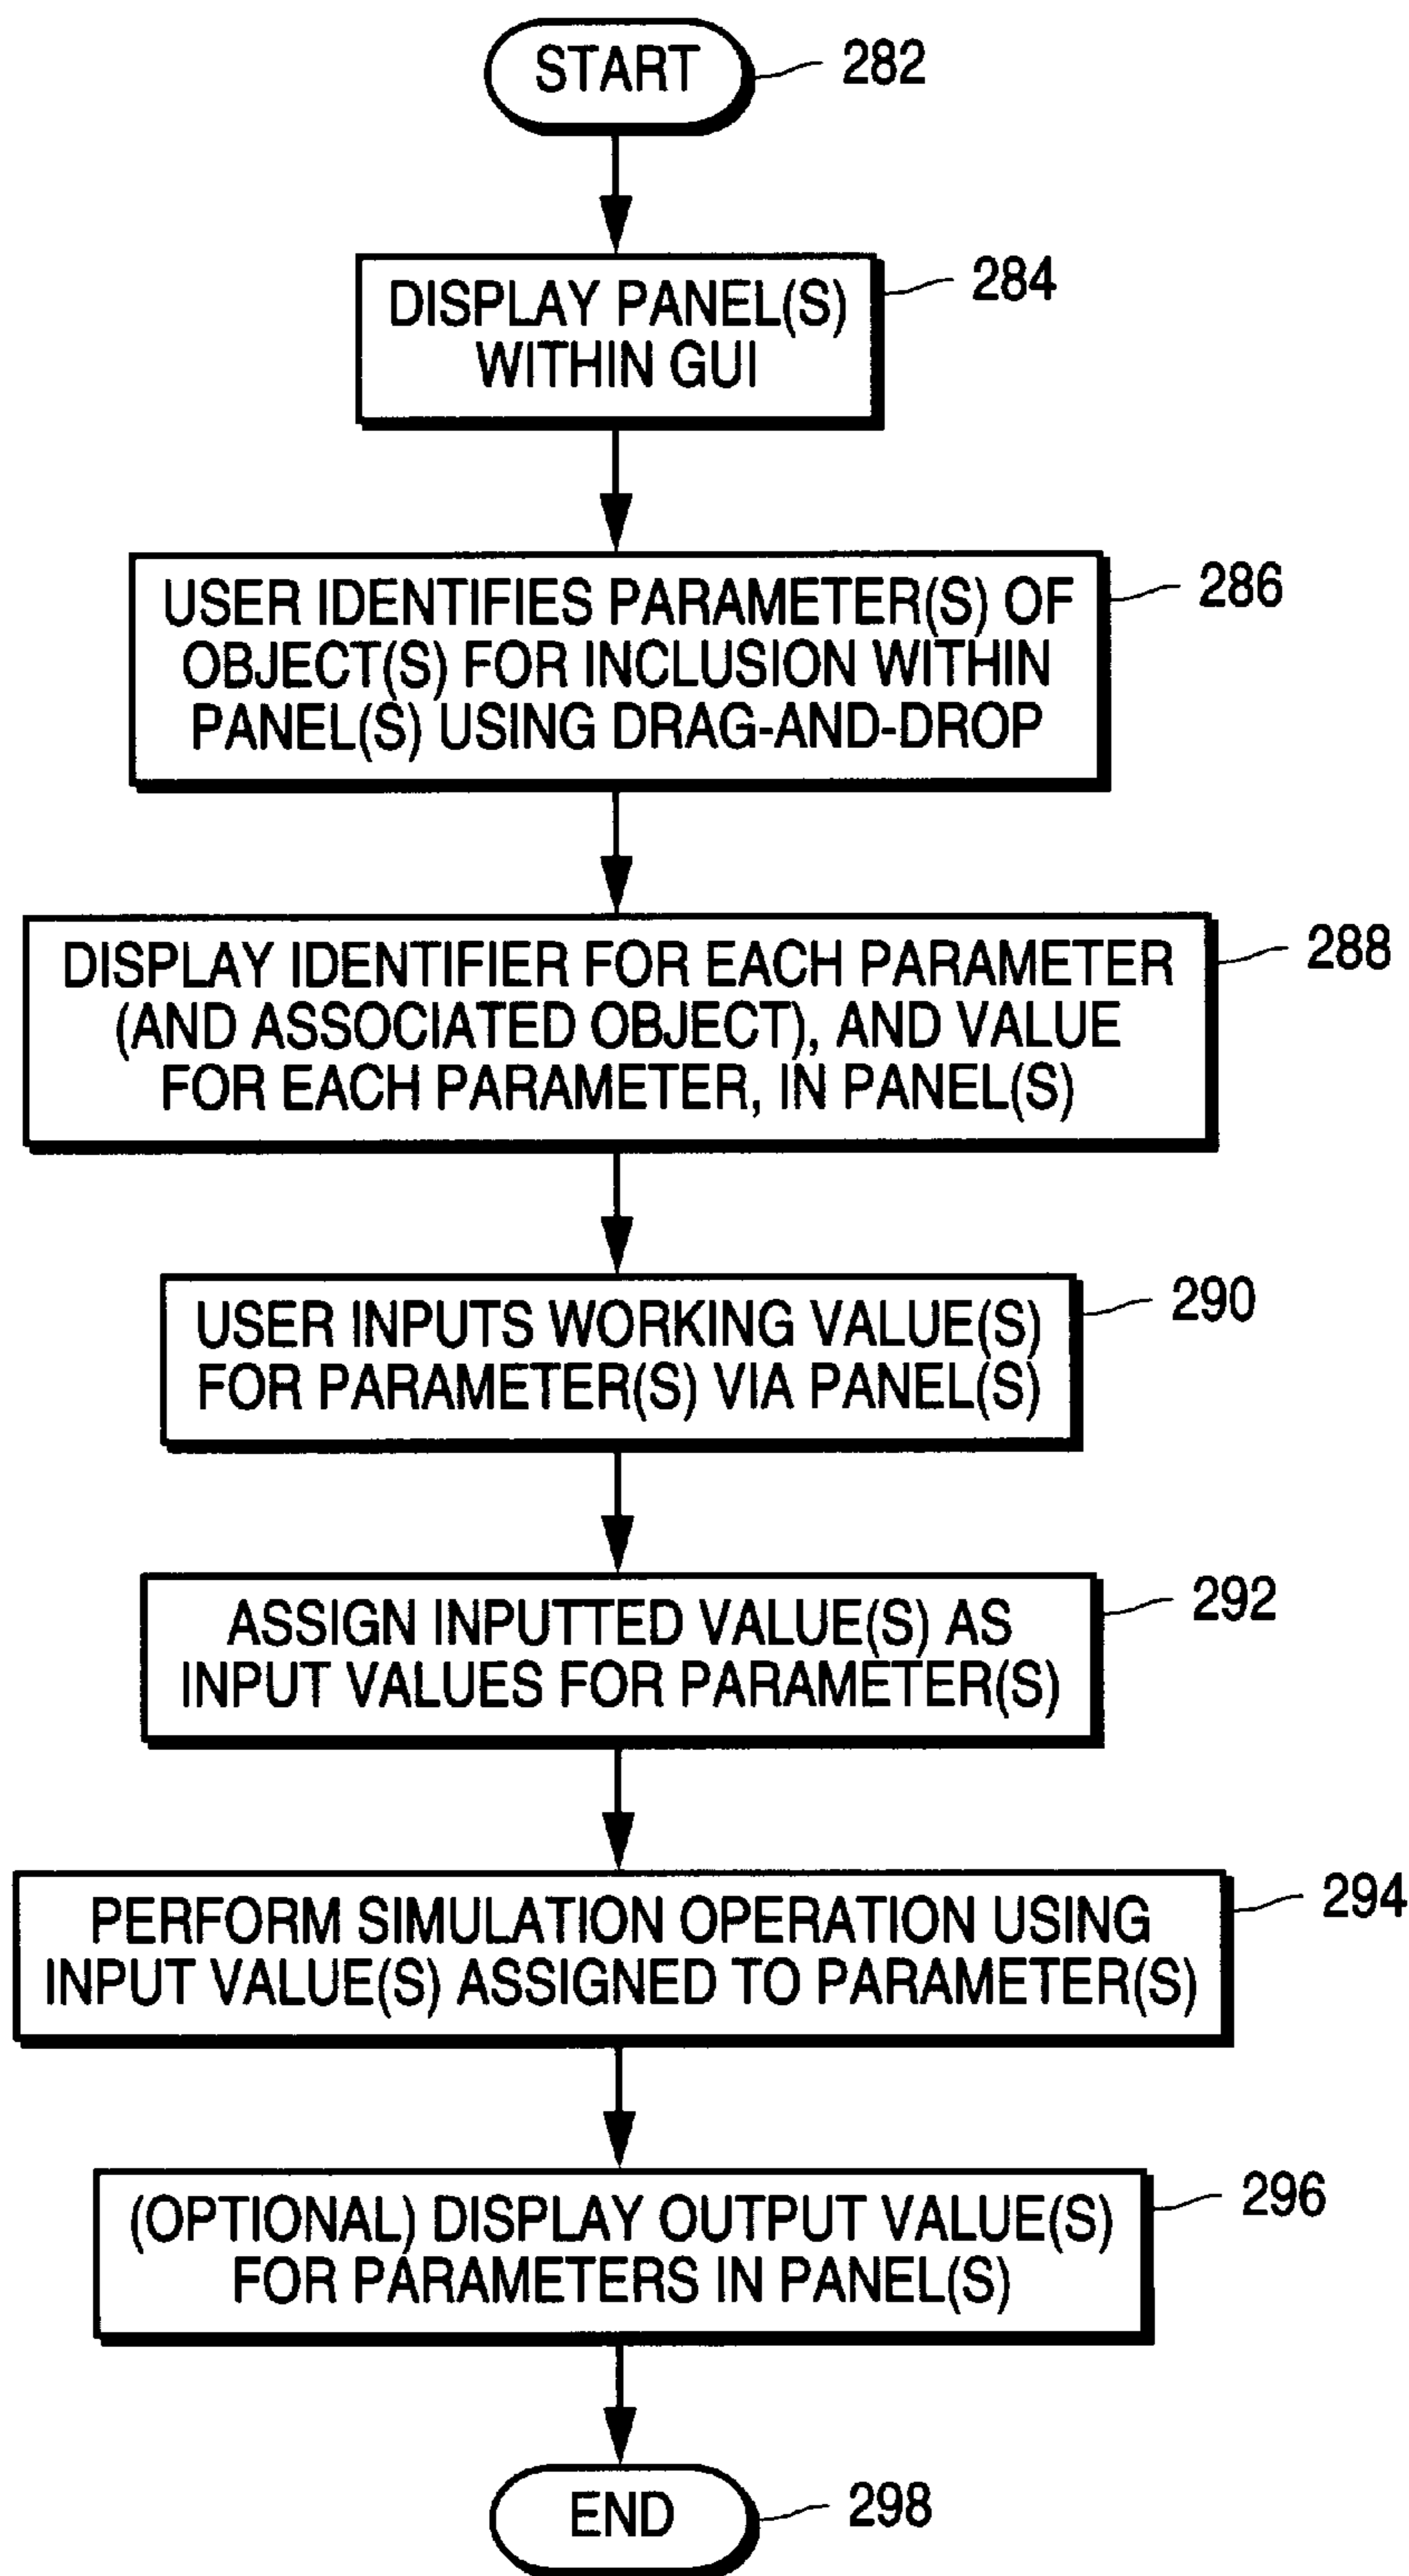 START
282
DISPLAY PANEL(S)
WITHIN GUI
284
USER IDENTIFIES PARAMETER(S) OF
OBJECT(S) FOR INCLUSION WITHIN
PANEL(S) USING DRAG-AND-DROP
286
DISPLAY IDENTIFIER FOR EACH PARAMETER
(AND ASSOCIATED OBJECT), AND VALUE
FOR EACH PARAMETER, IN PANEL(S)
288
USER INPUTS WORKING VALUE(S)
FOR PARAMETER(S) VIA PANEL(S)
290
ASSIGN INPUTTED VALUE(S) AS
INPUT VALUES FOR PARAMETER(S)
292
PERFORM SIMULATION OPERATION USING
INPUT VALUE(S) ASSIGNED TO PARAMETER(S)
294
(OPTIONAL) DISPLAY OUTPUT VALUE(S)
FOR PARAMETERS IN PANEL(S)
296
END
298